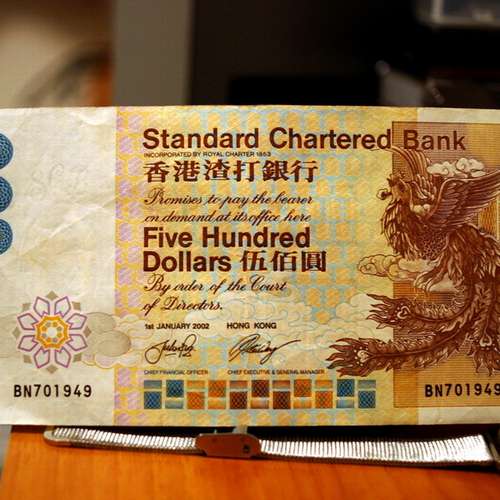 Standard Chartered Bank
INCORPORATED BY ROYAL CHARTER 1853
香港渣打銀行
Promises to pay the bearer
on demand at its office here
Five Hundred
Dollars 伍佰圓
By order of the Court
of Directors.
1st JANUARY 2002 HONG KONG
CHIEF FINANCIAL OFFICER CHIEF EXECUTIVE & GENERAL MANAGER
BN701949 BN701949